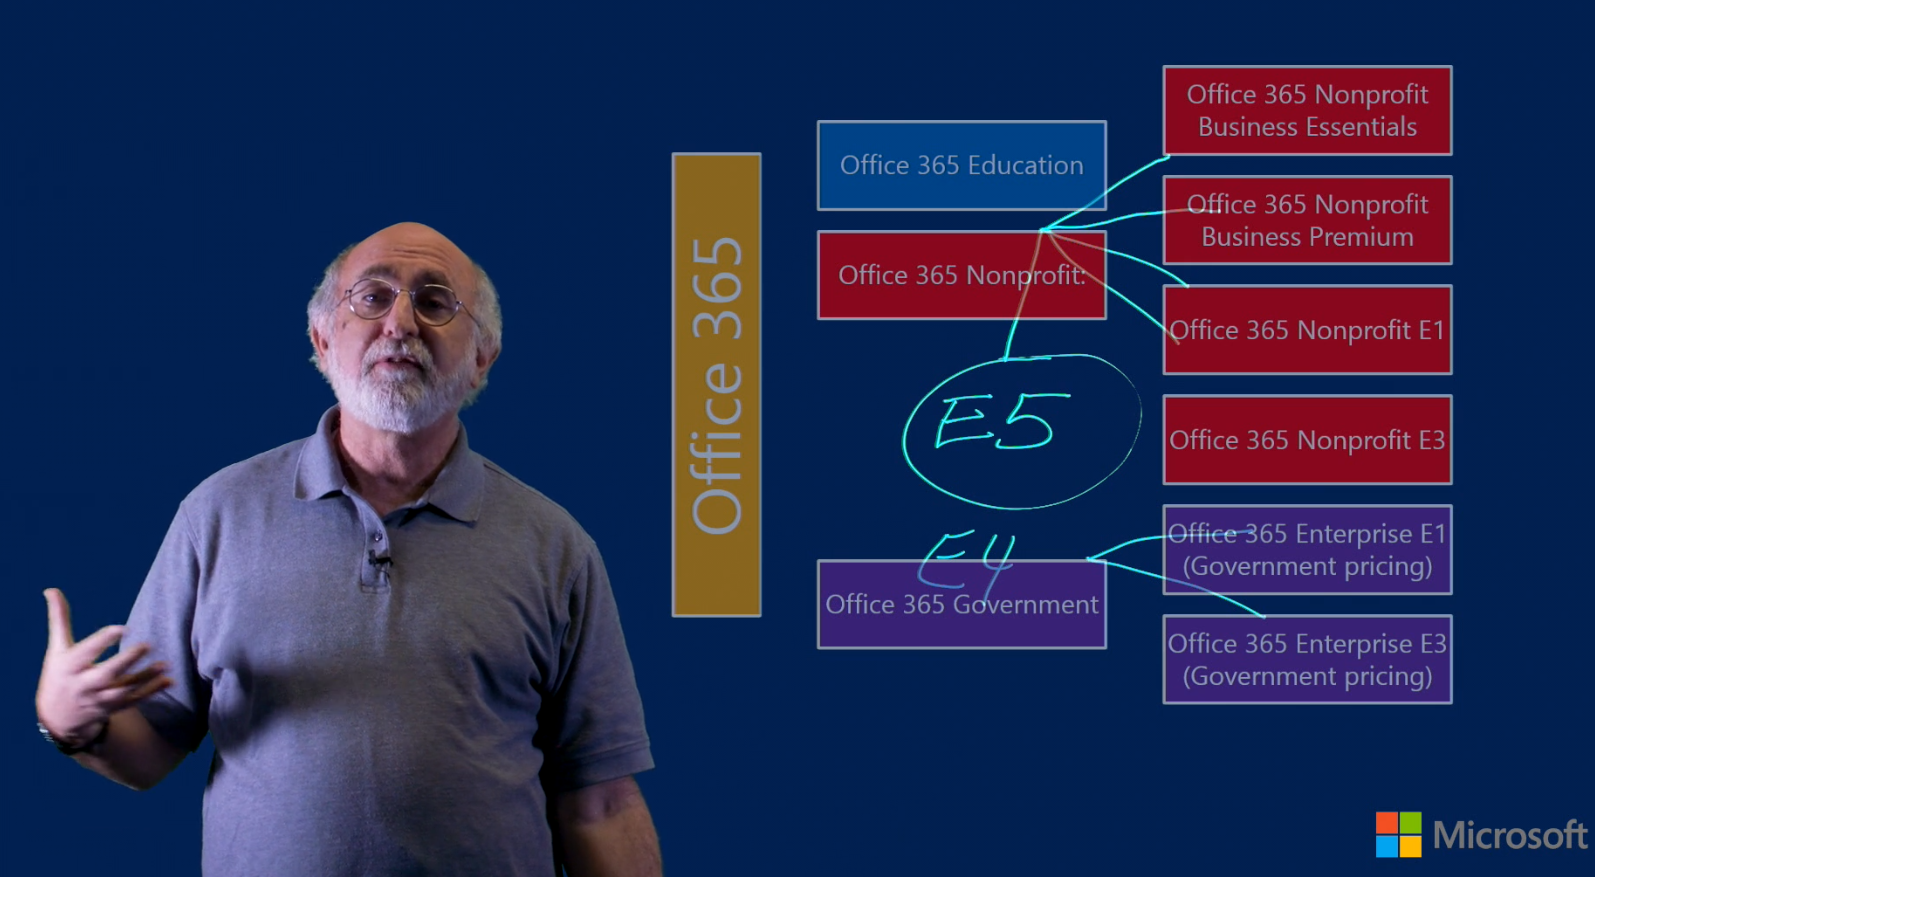 Office 365
Office 365 Education
Office 365 Nonprofit:
E5
E4
Office 365 Government
Office 365 Nonprofit
Business Essentials
Office 365 Nonprofit
Business Premium
Office 365 Nonprofit E1
Office 365 Nonprofit E3
Office 365 Enterprise E1
(Government pricing)
Office 365 Enterprise E3
(Government pricing)
Microsoft